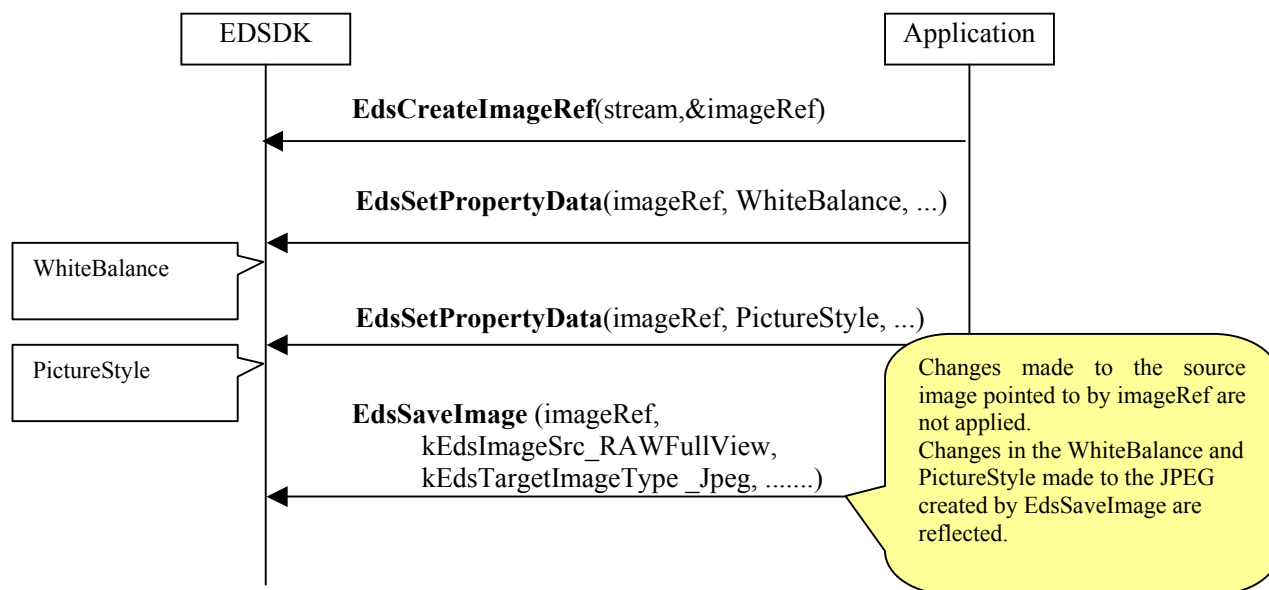 EDSDK
Application
EdsCreateImageRef(stream,&imageRef)
EdsSetPropertyData(imageRef, WhiteBalance, ...)
WhiteBalance
EdsSetPropertyData(imageRef, PictureStyle, ...)
PictureStyle
EdsSaveImage (imageRef,
kEdsImageSrc_RAWFullView,
kEdsTargetImageType _Jpeg, .......)
Changes made to the source
image pointed to by imageRef are
not applied.
Changes in the WhiteBalance and
PictureStyle made to the JPEG
created by EdsSaveImage are
reflected.